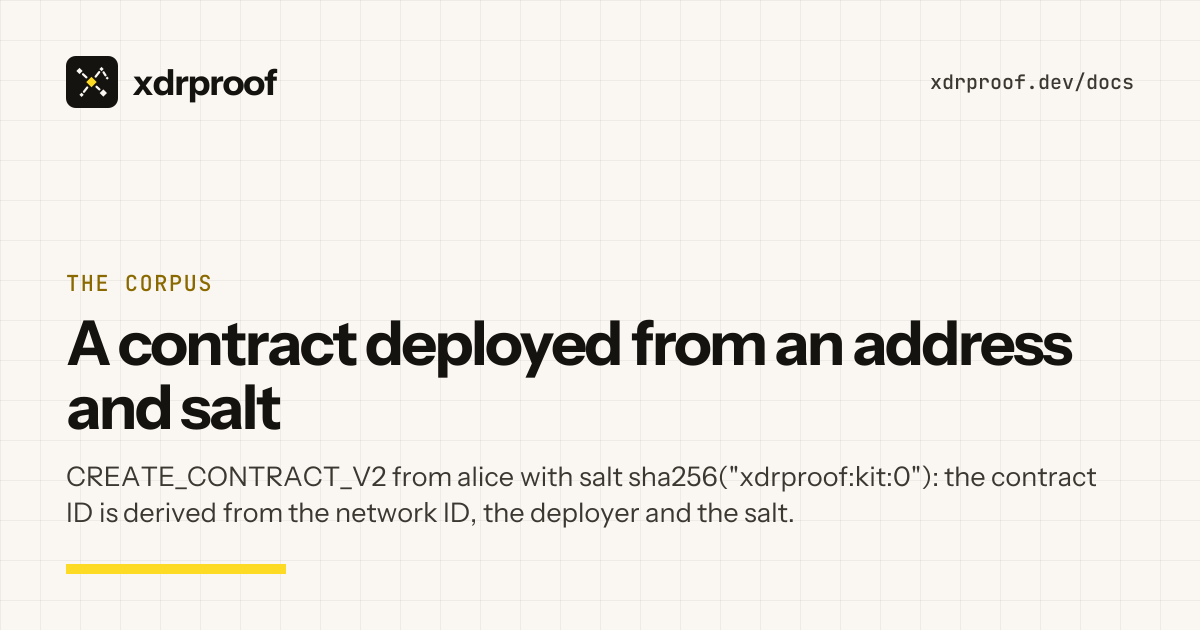 xdrproof
xdrproof.dev/docs
THE CORPUS
A contract deployed from an address
and salt
CREATE_CONTRACT_V2 from alice with salt sha256("xdrproof:kit:0"): the contract
ID is derived from the network ID, the deployer and the salt.